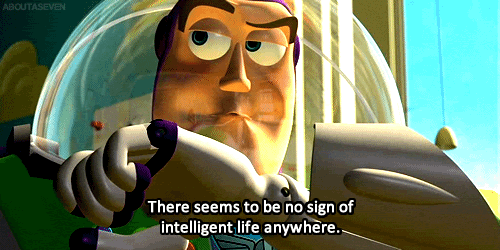 ABOUTASEVEN
There seems to be no sign of
intelligent life anywhere.